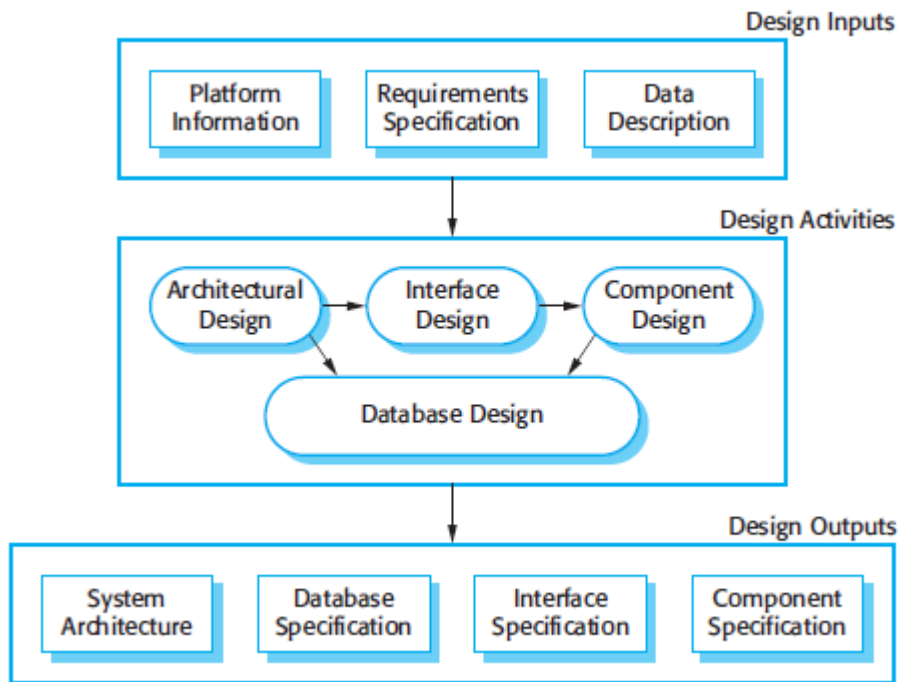 Design Inputs
Platform
Information
Requirements
Specification
Data
Description
Design Activities
Architectural
Design
Interface
Design
Component
Design
Database Design
Design Outputs
System
Architecture
Database
Specification
Interface
Specification
Component
Specification